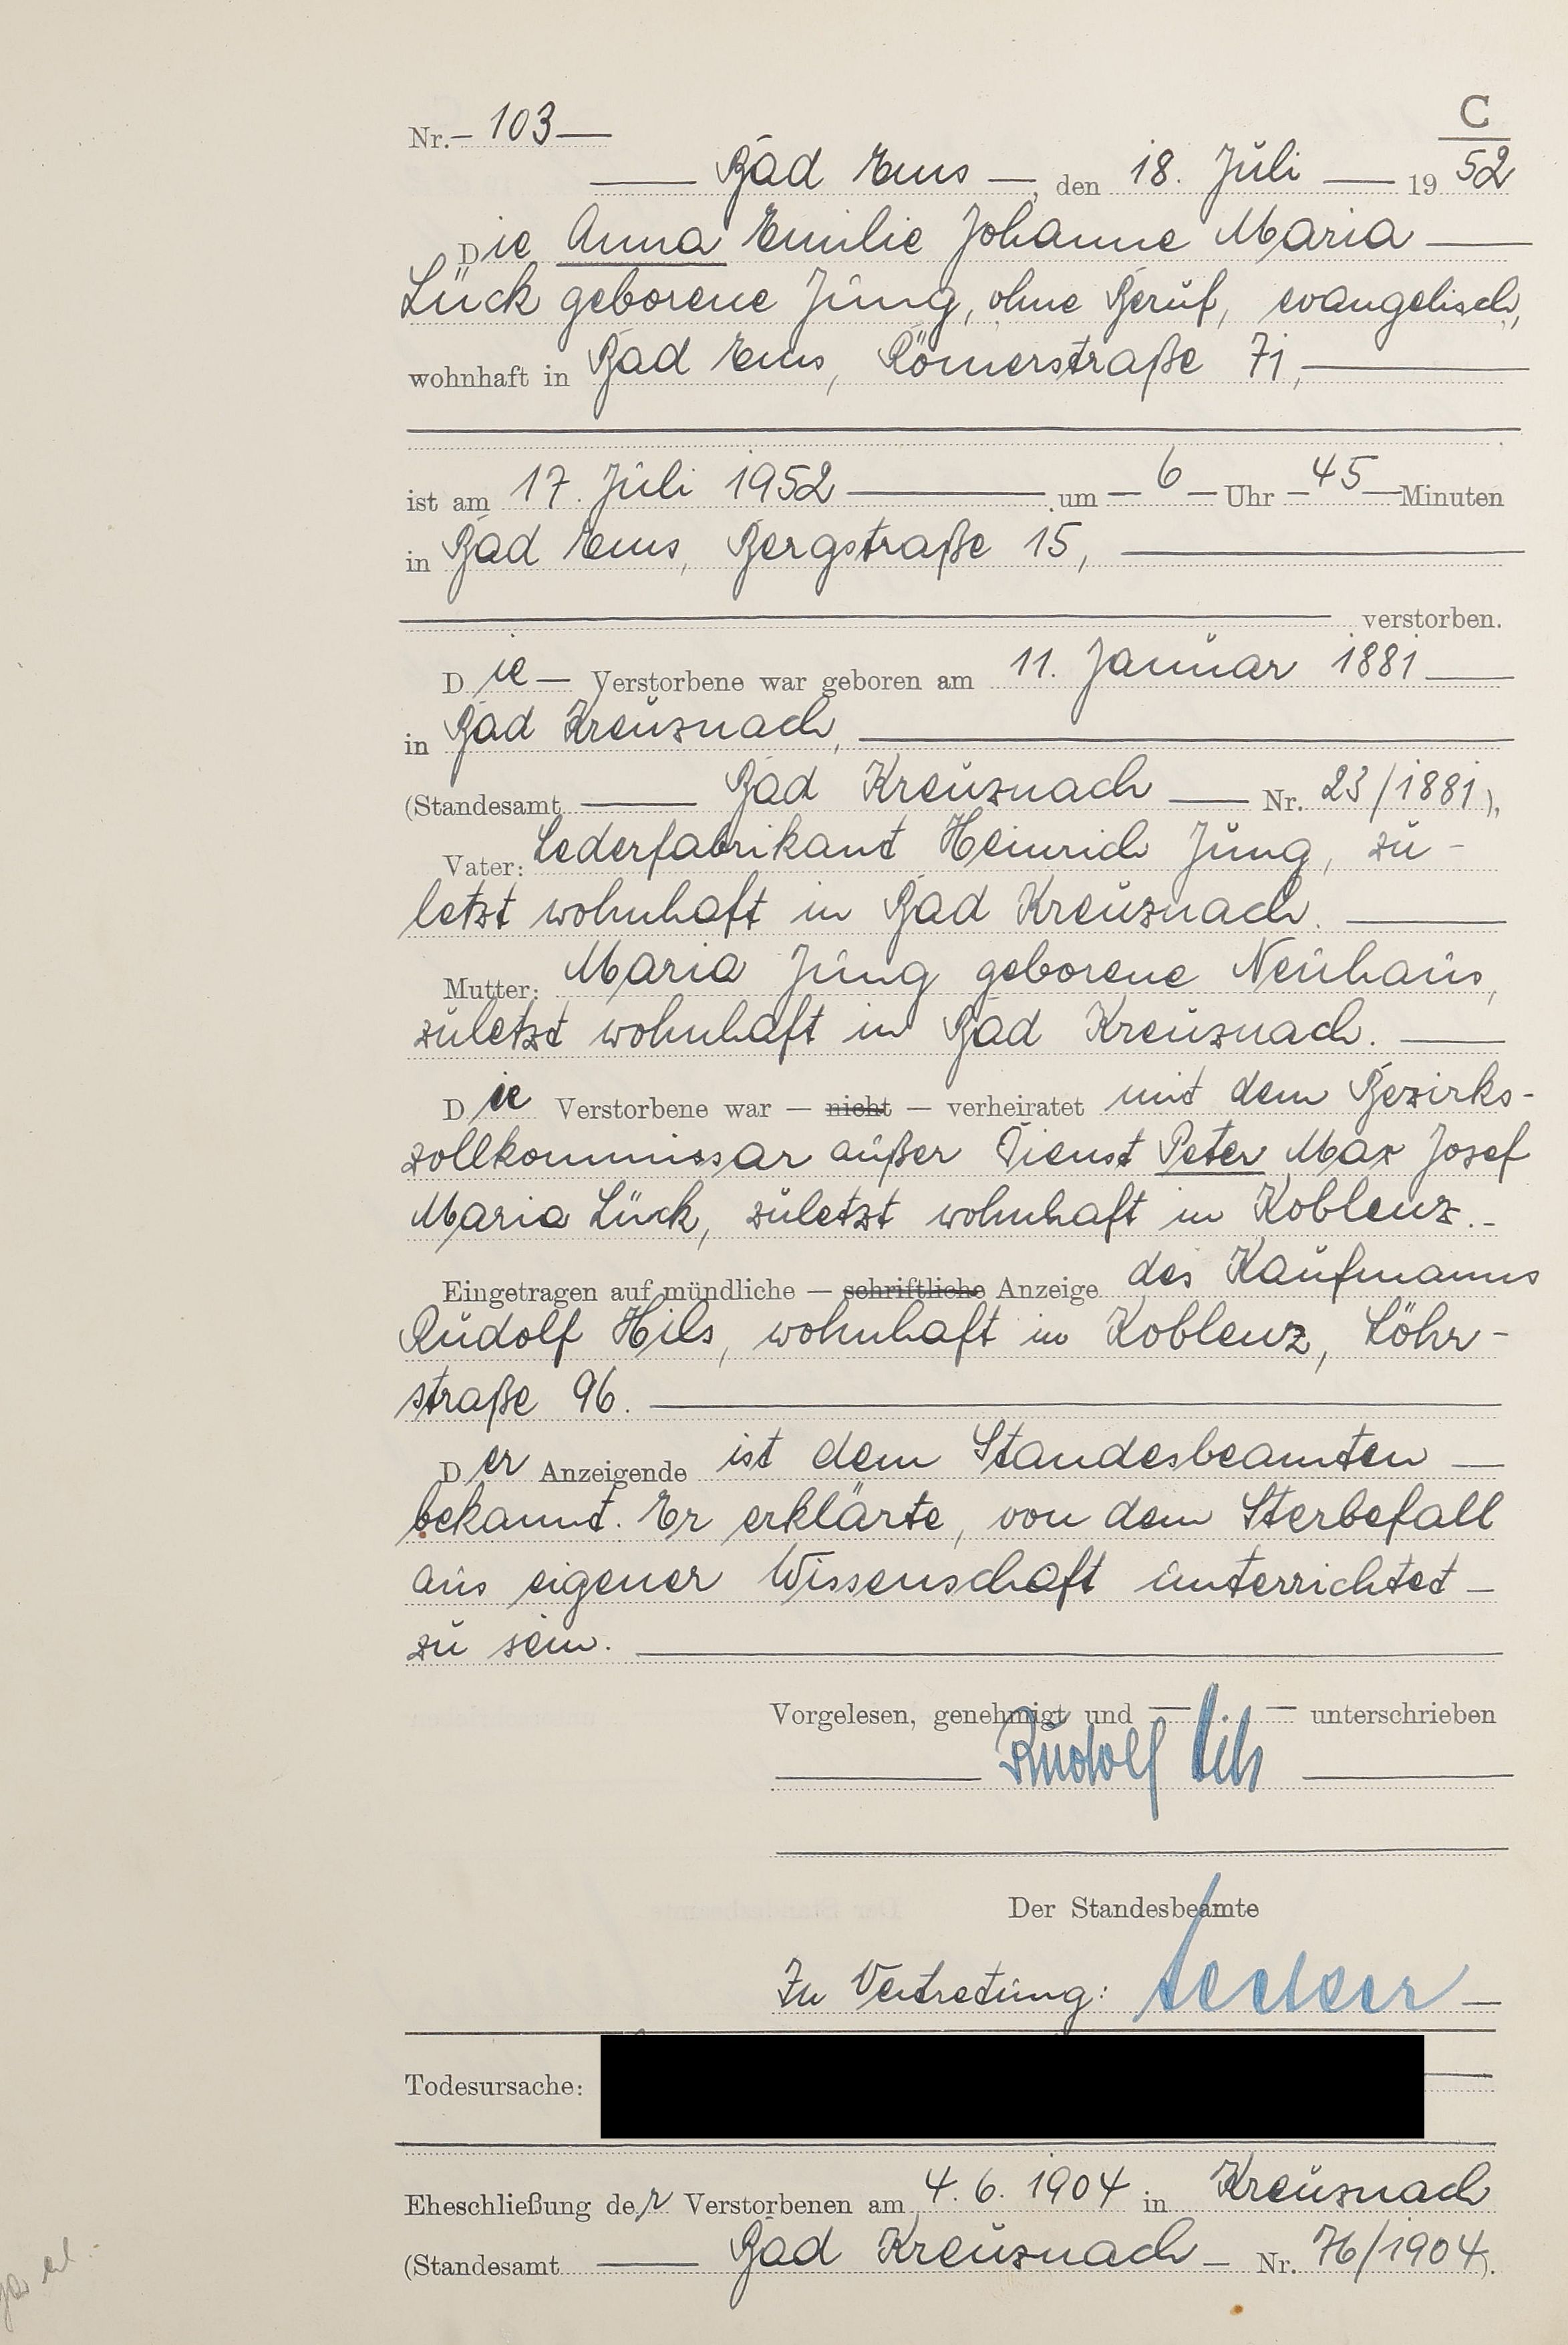 C
Nr. 103
Bad Ems, den 18. Juli 1952
Die Anna Emilie Johanne Maria
Lück geborene Jung, ohne Beruf, evangelisch,
wohnhaft in Bad Ems, Römerstraße 71,
ist am 17. Juli 1952 um 6 Uhr 45 Minuten
in Bad Ems, Bergstraße 15,
verstorben.
Die Verstorbene war geboren am 11. Januar 1881
in Bad Kreuznach,
(Standesamt Bad Kreuznach Nr. 23/1881),
Vater: Lederfabrikant Heinrich Jung, zu-
letzt wohnhaft in Bad Kreuznach.
Mutter: Maria Jung geborene Neuhaus,
zuletzt wohnhaft in Bad Kreuznach.
Die Verstorbene war — nicht — verheiratet mit dem Bezirks-
zollkommissar außer Dienst Peter Max Josef
Maria Lück, zuletzt wohnhaft in Koblenz.
Eingetragen auf mündliche — schriftliche Anzeige des Kaufmanns
Rudolf Hils, wohnhaft in Koblenz, Löhr-
straße 96.
Der Anzeigende ist dem Standesbeamten
bekannt. Er erklärte, von dem Sterbefall
aus eigener Wissenschaft unterrichtet
zu sein.
Vorgelesen, genehmigt und unterschrieben
Rudolf Hils
Der Standesbeamte
In Vertretung:
Todesursache:
Eheschließung der Verstorbenen am 4. 6. 1904 in Kreuznach
(Standesamt Bad Kreuznach Nr. 76/1904).